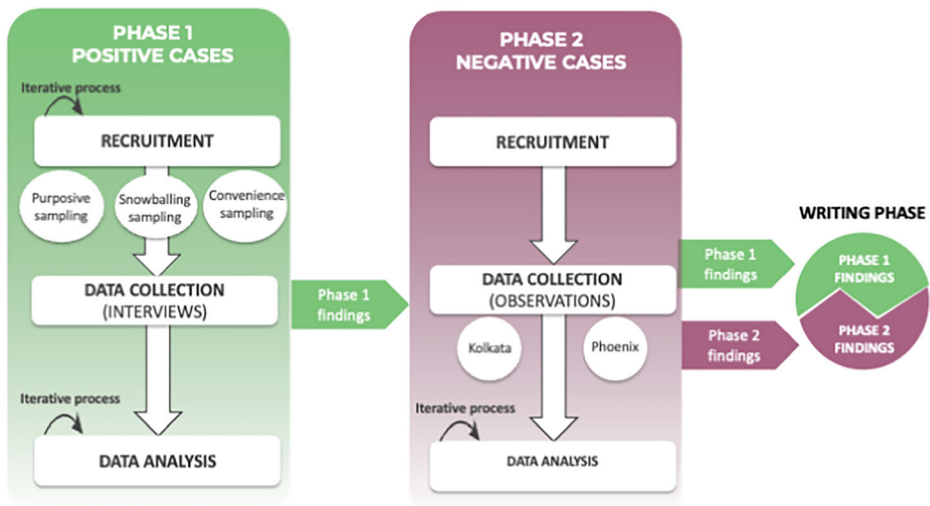 PHASE 1
POSITIVE CASES
Iterative process
RECRUITMENT
Purposive
sampling
Snowballing
sampling
Convenience
sampling
DATA COLLECTION
(INTERVIEWS)
Iterative process
DATA ANALYSIS
Phase 1
findings
PHASE 2
NEGATIVE CASES
RECRUITMENT
DATA COLLECTION
(OBSERVATIONS)
Kolkata
Phoenix
Iterative process
DATA ANALYSIS
Phase 1
findings
Phase 2
findings
WRITING PHASE
PHASE 1
FINDINGS
PHASE 2
FINDINGS